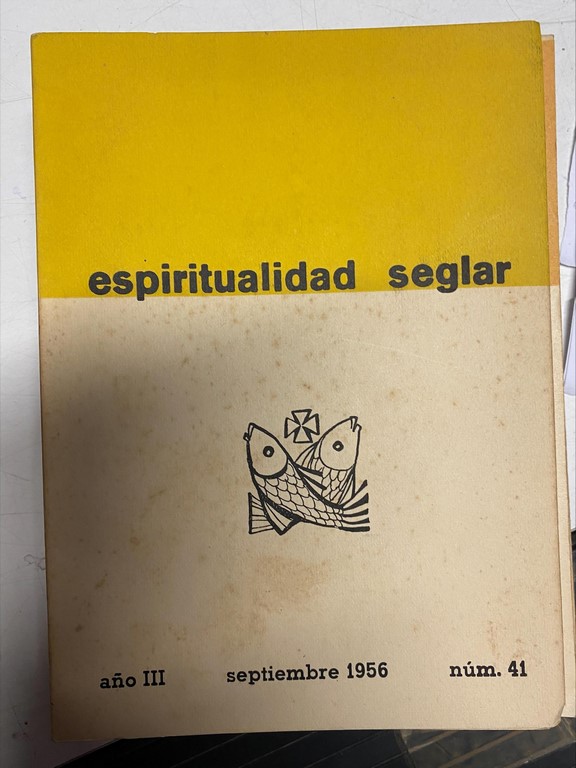 espiritualidad seglar
año III septiembre 1956 núm. 41